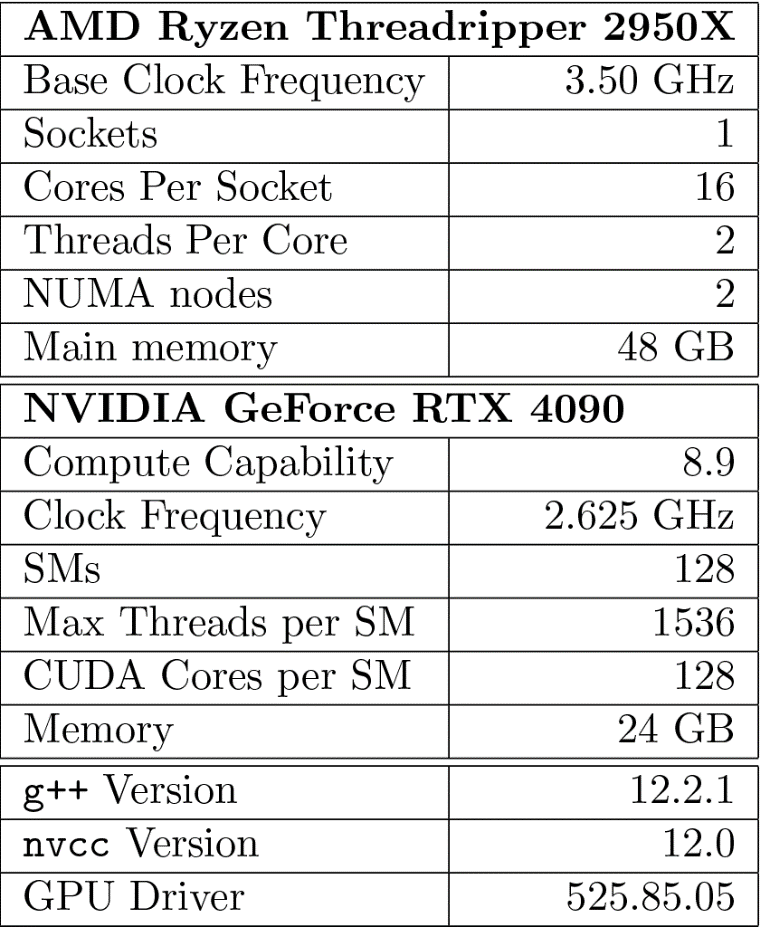 AMD Ryzen Threadripper 2950X
Base Clock Frequency 3.50 GHz
Sockets 1
Cores Per Socket 16
Threads Per Core 2
NUMA nodes 2
Main memory 48 GB
NVIDIA GeForce RTX 4090
Compute Capability 8.9
Clock Frequency 2.625 GHz
SMs 128
Max Threads per SM 1536
CUDA Cores per SM 128
Memory 24 GB
g++ Version 12.2.1
nvcc Version 12.0
GPU Driver 525.85.05